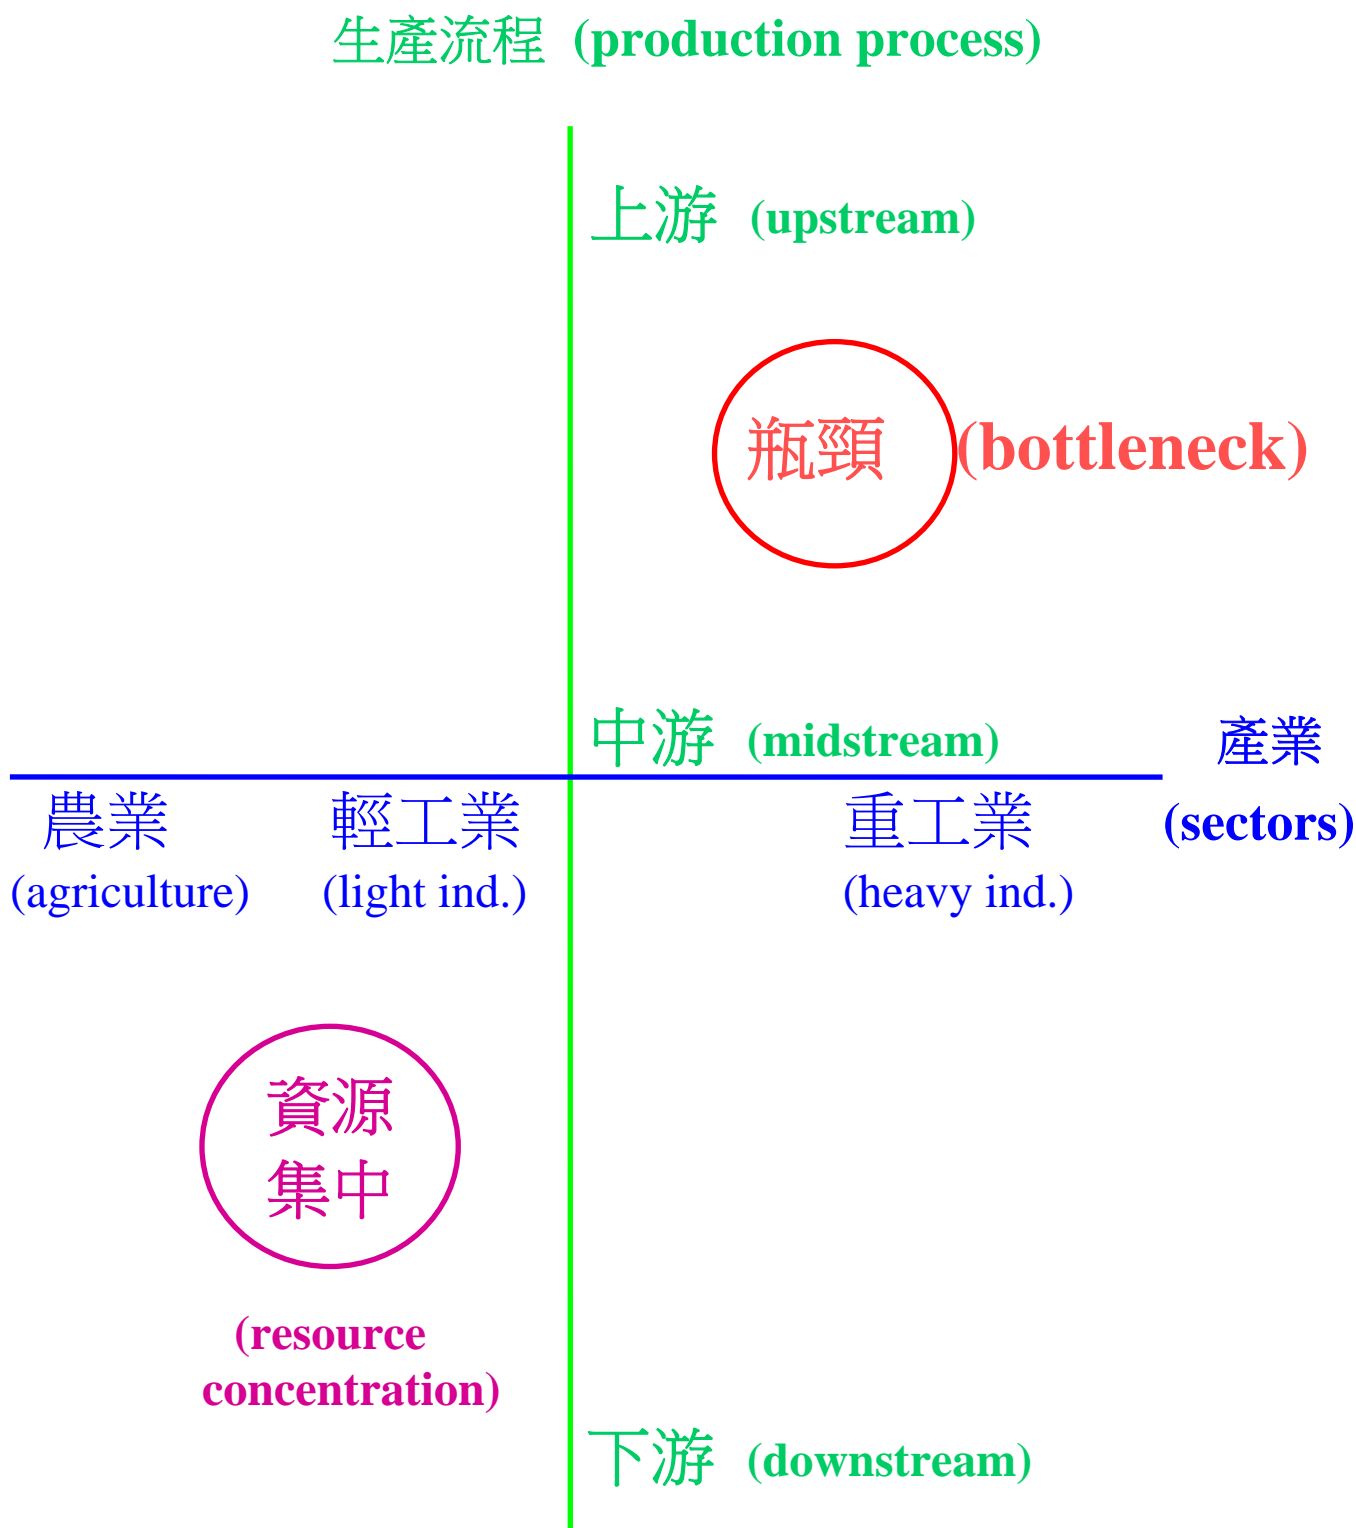 生產流程 (production process)
上游 (upstream)
瓶頸 (bottleneck)
中游 (midstream)
產業
(sectors)
農業 輕工業 重工業
(agriculture) (light ind.) (heavy ind.)
資源
集中
(resource
concentration)
下游 (downstream)